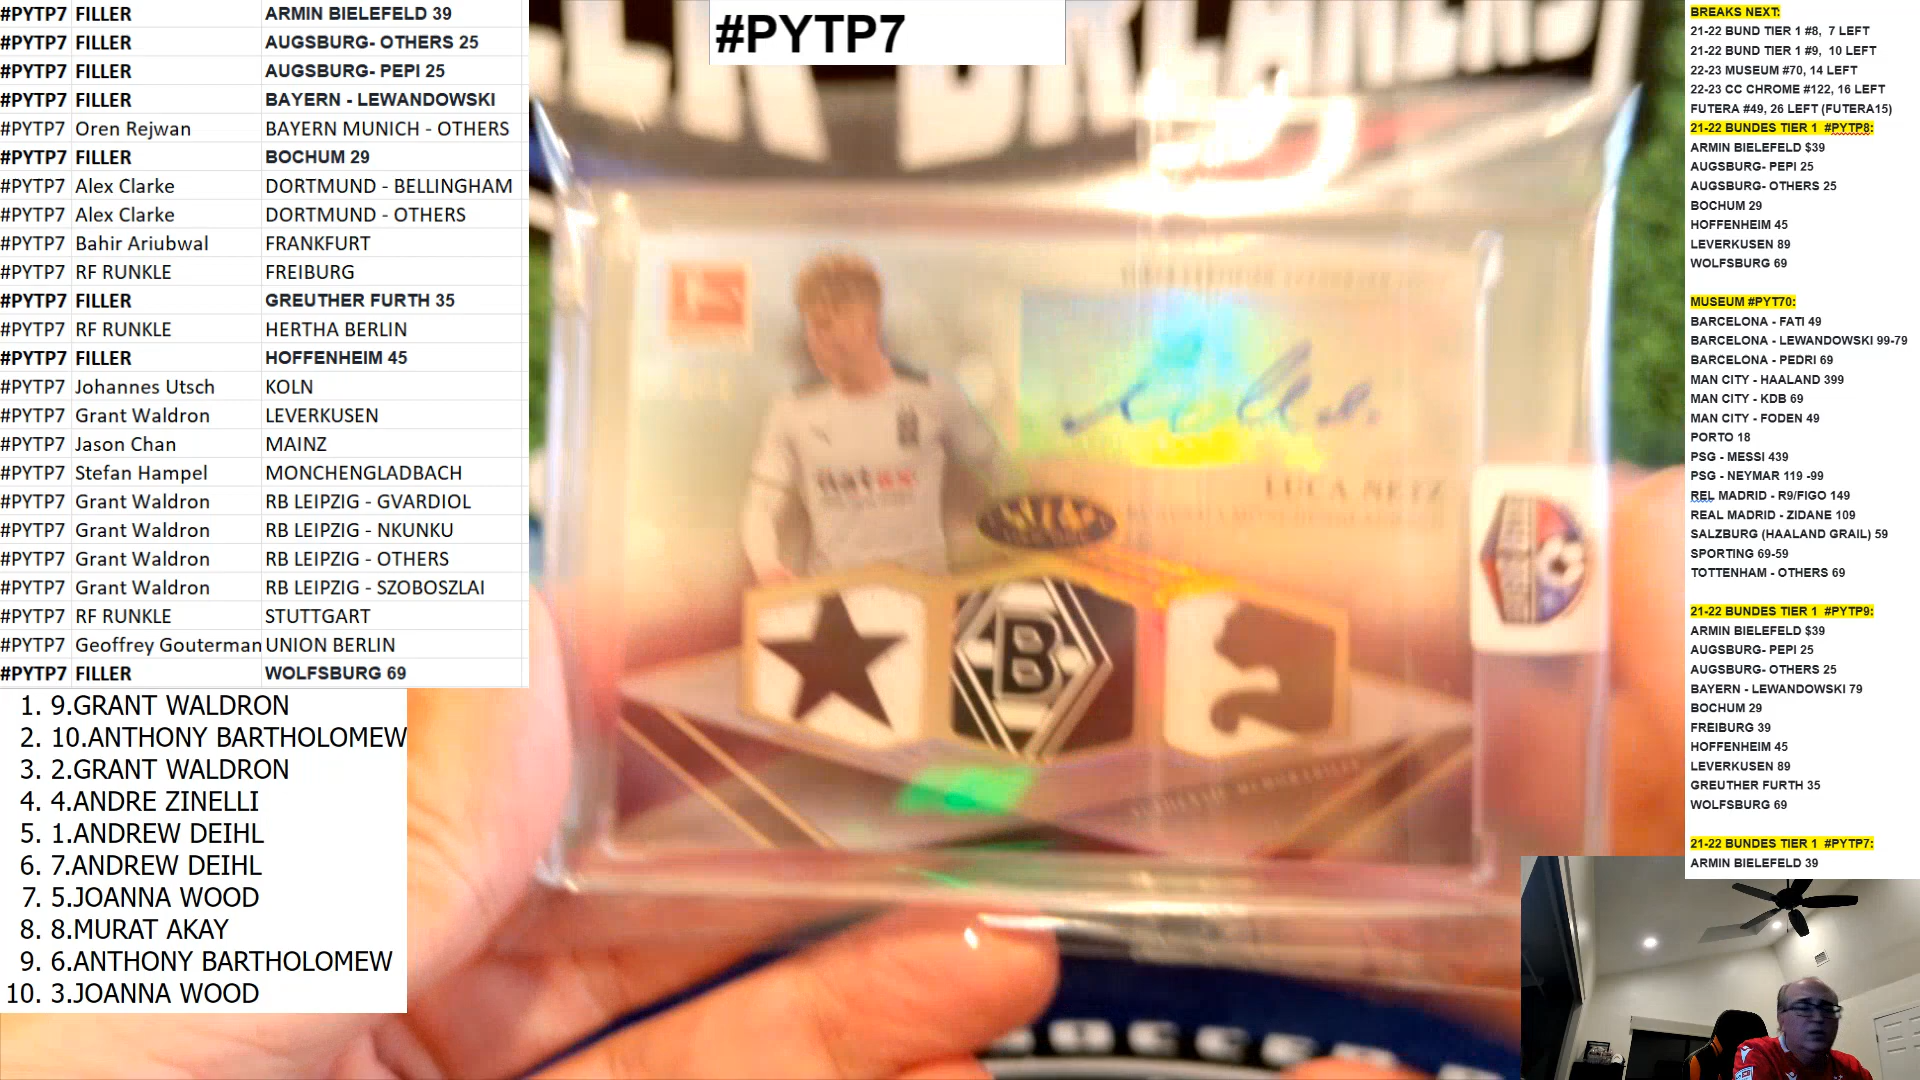 #PYTP7 FILLER ARMIN BIELEFELD 39
#PYTP7 FILLER AUGSBURG- OTHERS 25
#PYTP7 FILLER AUGSBURG- PEPI 25
#PYTP7 FILLER BAYERN - LEWANDOWSKI
#PYTP7 Oren Rejwan BAYERN MUNICH - OTHERS
#PYTP7 FILLER BOCHUM 29
#PYTP7 Alex Clarke DORTMUND - BELLINGHAM
#PYTP7 Alex Clarke DORTMUND - OTHERS
#PYTP7 Bahir Ariubwal FRANKFURT
#PYTP7 RF RUNKLE FREIBURG
#PYTP7 FILLER GREUTHER FURTH 35
#PYTP7 RF RUNKLE HERTHA BERLIN
#PYTP7 FILLER HOFFENHEIM 45
#PYTP7 Johannes Utsch KOLN
#PYTP7 Grant Waldron LEVERKUSEN
#PYTP7 Jason Chan MAINZ
#PYTP7 Stefan Hampel MONCHENGLADBACH
#PYTP7 Grant Waldron RB LEIPZIG - GVARDIOL
#PYTP7 Grant Waldron RB LEIPZIG - NKUNKU
#PYTP7 Grant Waldron RB LEIPZIG - OTHERS
#PYTP7 Grant Waldron RB LEIPZIG - SZOBOSZLAI
#PYTP7 RF RUNKLE STUTTGART
#PYTP7 Geoffrey Gouterman UNION BERLIN
#PYTP7 FILLER WOLFSBURG 69
1. 9.GRANT WALDRON
2. 10.ANTHONY BARTHOLOMEW
3. 2.GRANT WALDRON
4. 4.ANDRE ZINELLI
5. 1.ANDREW DEIHL
6. 7.ANDREW DEIHL
7. 5.JOANNA WOOD
8. 8.MURAT AKAY
9. 6.ANTHONY BARTHOLOMEW
10. 3.JOANNA WOOD
#PYTP7
LUCA NETZ
flatex
B
SOCCER
BREAKS NEXT:
21-22 BUND TIER 1 #8, 7 LEFT
21-22 BUND TIER 1 #9, 10 LEFT
22-23 MUSEUM #70, 14 LEFT
22-23 CC CHROME #122, 16 LEFT
FUTERA #49, 26 LEFT (FUTERA15)
21-22 BUNDES TIER 1 #PYTP8:
ARMIN BIELEFELD $39
AUGSBURG- PEPI 25
AUGSBURG- OTHERS 25
BOCHUM 29
HOFFENHEIM 45
LEVERKUSEN 89
WOLFSBURG 69
MUSEUM #PYT70:
BARCELONA - FATI 49
BARCELONA - LEWANDOWSKI 99-79
BARCELONA - PEDRI 69
MAN CITY - HAALAND 399
MAN CITY - KDB 69
MAN CITY - FODEN 49
PORTO 18
PSG - MESSI 439
PSG - NEYMAR 119 -99
REL MADRID - R9/FIGO 149
REAL MADRID - ZIDANE 109
SALZBURG (HAALAND GRAIL) 59
SPORTING 69-59
TOTTENHAM - OTHERS 69
21-22 BUNDES TIER 1 #PYTP9:
ARMIN BIELEFELD $39
AUGSBURG- PEPI 25
AUGSBURG- OTHERS 25
BAYERN - LEWANDOWSKI 79
BOCHUM 29
FREIBURG 39
HOFFENHEIM 45
LEVERKUSEN 89
GREUTHER FURTH 35
WOLFSBURG 69
21-22 BUNDES TIER 1 #PYTP7:
ARMIN BIELEFELD 39